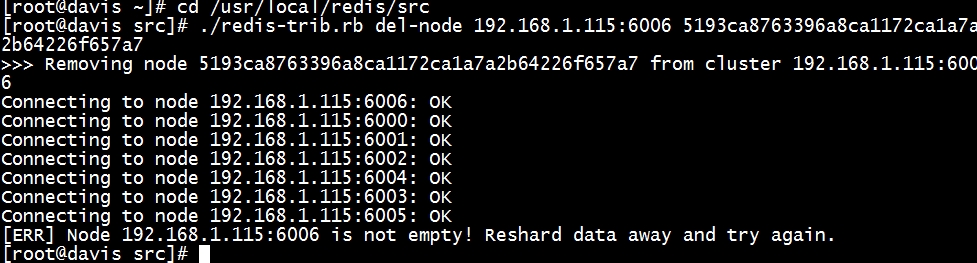 [root@davis ~]# cd /usr/local/redis/src
[root@davis src]# ./redis-trib.rb del-node 192.168.1.115:6006 5193ca8763396a8ca1172ca1a7a
2b64226f657a7
>>> Removing node 5193ca8763396a8ca1172ca1a7a2b64226f657a7 from cluster 192.168.1.115:600
6
Connecting to node 192.168.1.115:6006: OK
Connecting to node 192.168.1.115:6000: OK
Connecting to node 192.168.1.115:6001: OK
Connecting to node 192.168.1.115:6002: OK
Connecting to node 192.168.1.115:6004: OK
Connecting to node 192.168.1.115:6003: OK
Connecting to node 192.168.1.115:6005: OK
[ERR] Node 192.168.1.115:6006 is not empty! Reshard data away and try again.
[root@davis src]#